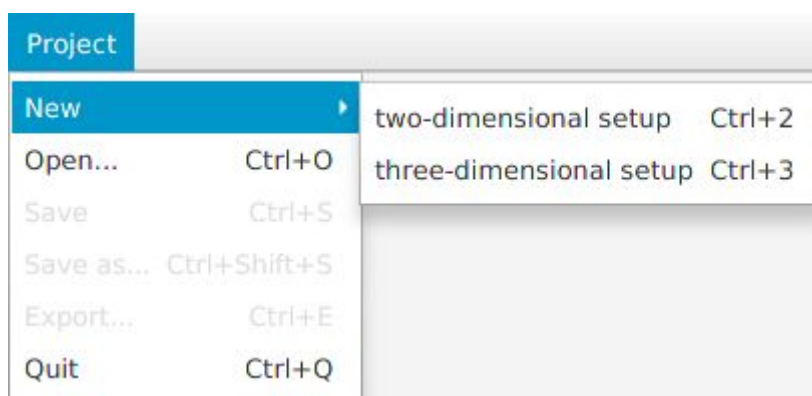 Project
New
two-dimensional setup Ctrl+2
Open... Ctrl+O
three-dimensional setup Ctrl+3
Save Ctrl+S
Save as... Ctrl+Shift+S
Export... Ctrl+E
Quit Ctrl+Q